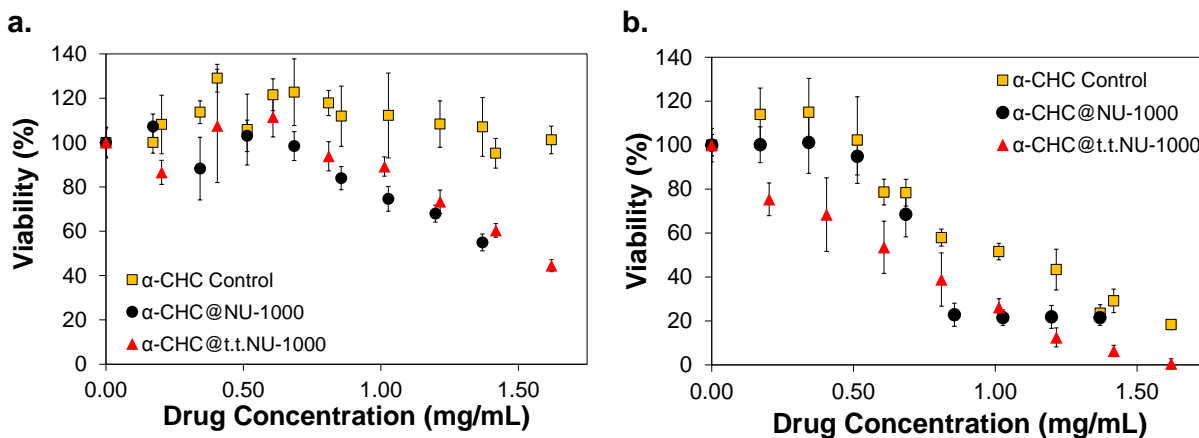 a.
140
120
100
80
60
40
20
0
Viability (%)
α-CHC Control
α-CHC@NU-1000
α-CHC@t.t.NU-1000
0.00
0.50
1.00
1.50
Drug Concentration (mg/mL)
b.
140
120
100
80
60
40
20
0
Viability (%)
α-CHC Control
α-CHC@NU-1000
α-CHC@t.t.NU-1000
0.00
0.50
1.00
1.50
Drug Concentration (mg/mL)